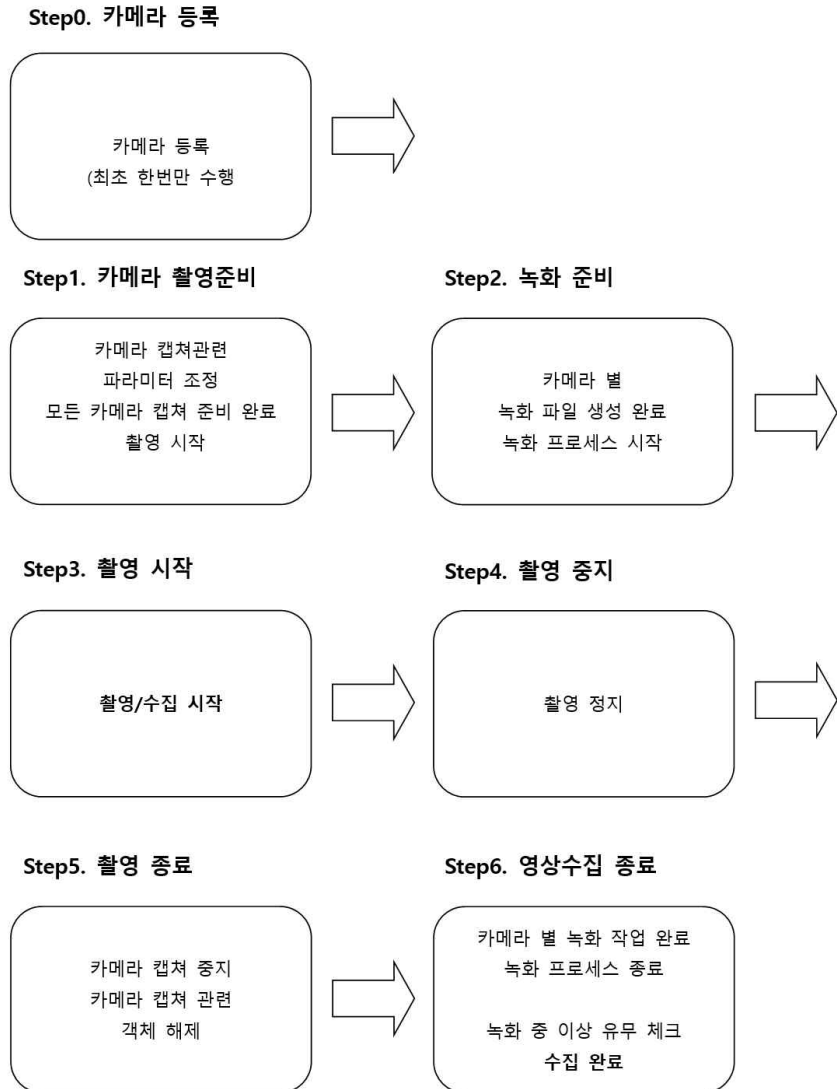 Step0. 카메라 등록
카메라 등록
(최초 한번만 수행
Step1. 카메라 촬영준비
카메라 캡쳐관련
파라미터 조정
모든 카메라 캡쳐 준비 완료
촬영 시작
Step2. 녹화 준비
카메라 별
녹화 파일 생성 완료
녹화 프로세스 시작
Step3. 촬영 시작
촬영/수집 시작
Step4. 촬영 중지
촬영 정지
Step5. 촬영 종료
카메라 캡쳐 중지
카메라 캡쳐 관련
객체 해제
Step6. 영상수집 종료
카메라 별 녹화 작업 완료
녹화 프로세스 종료
녹화 중 이상 유무 체크
수집 완료